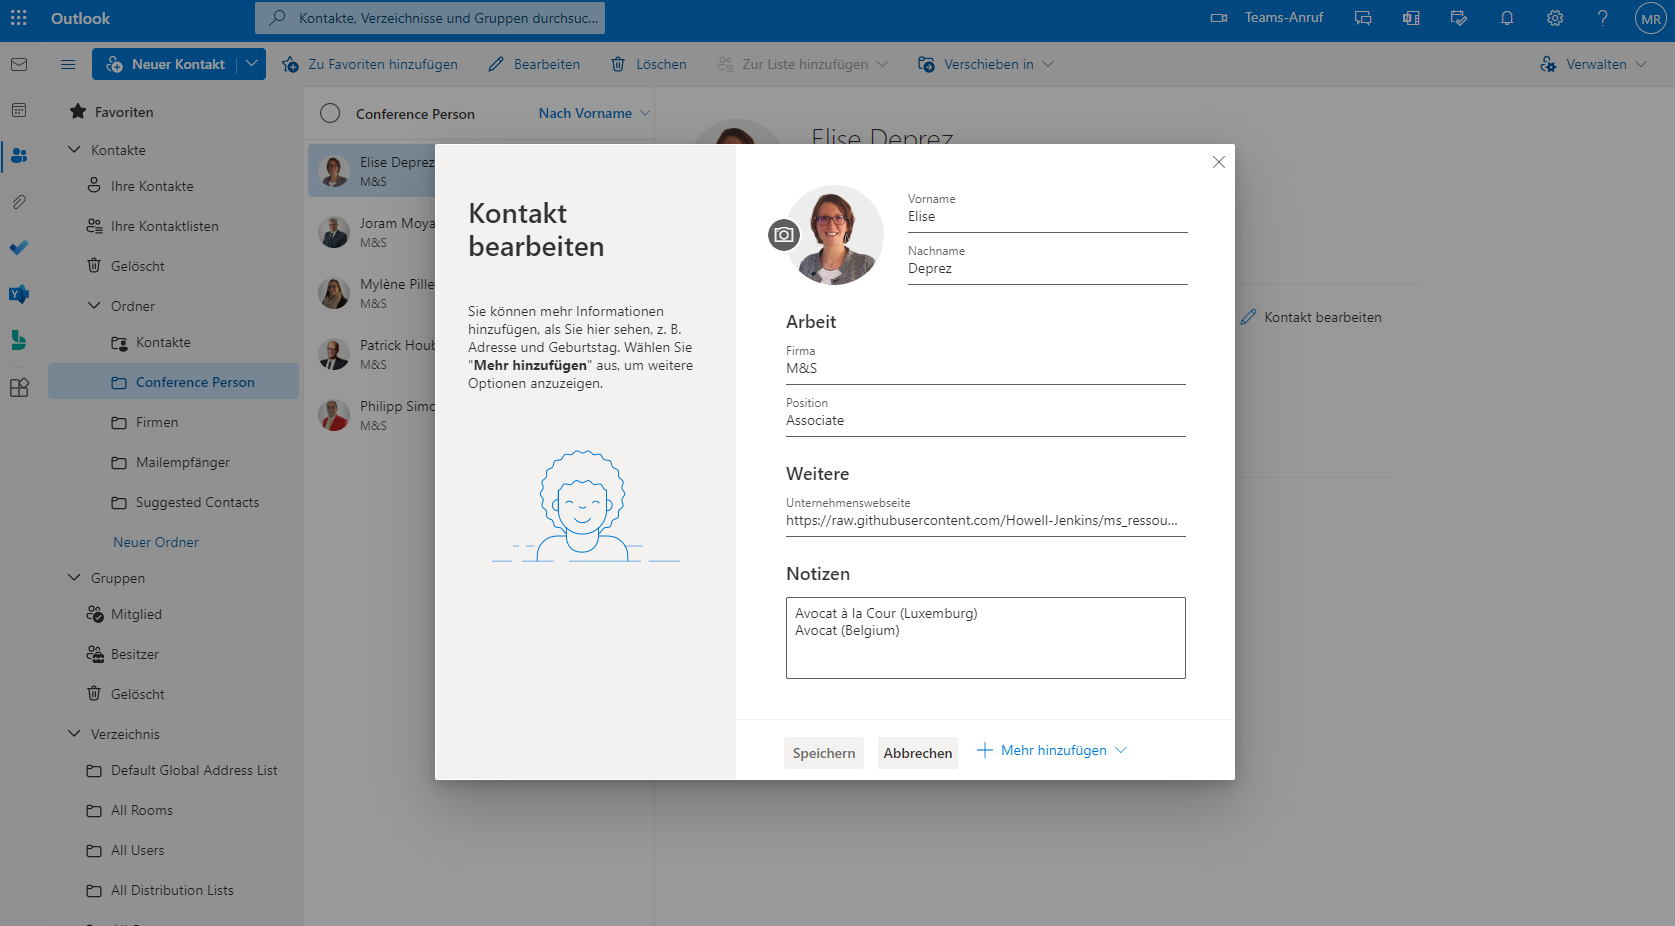 Outlook
Kontakte, Verzeichnisse und Gruppen durchsuc...
Teams-Anruf
MR
Neuer Kontakt
Zu Favoriten hinzufügen
Bearbeiten
Löschen
Zur Liste hinzufügen
Verschieben in
Verwalten
Favoriten
Kontakte
Ihre Kontakte
Ihre Kontaktlisten
Gelöscht
Ordner
Kontakte
Conference Person
Firmen
Mailempfänger
Suggested Contacts
Neuer Ordner
Gruppen
Mitglied
Besitzer
Gelöscht
Verzeichnis
Default Global Address List
All Rooms
All Users
All Distribution Lists
Conference Person
Nach Vorname
Elise Deprez
M&S
Joram Moya
M&S
Mylène Pille
M&S
Patrick Houb
M&S
Philipp Simo
M&S
Elise Deprez
Kontakt bearbeiten
Kontakt
bearbeiten
Sie können mehr Informationen
hinzufügen, als Sie hier sehen, z. B.
Adresse und Geburtstag. Wählen Sie
"Mehr hinzufügen" aus, um weitere
Optionen anzuzeigen.
Vorname
Elise
Nachname
Deprez
Arbeit
Firma
M&S
Position
Associate
Weitere
Unternehmenswebseite
https://raw.githubusercontent.com/Howell-Jenkins/ms_ressou...
Notizen
Avocat à la Cour (Luxemburg)
Avocat (Belgium)
Speichern
Abbrechen
Mehr hinzufügen